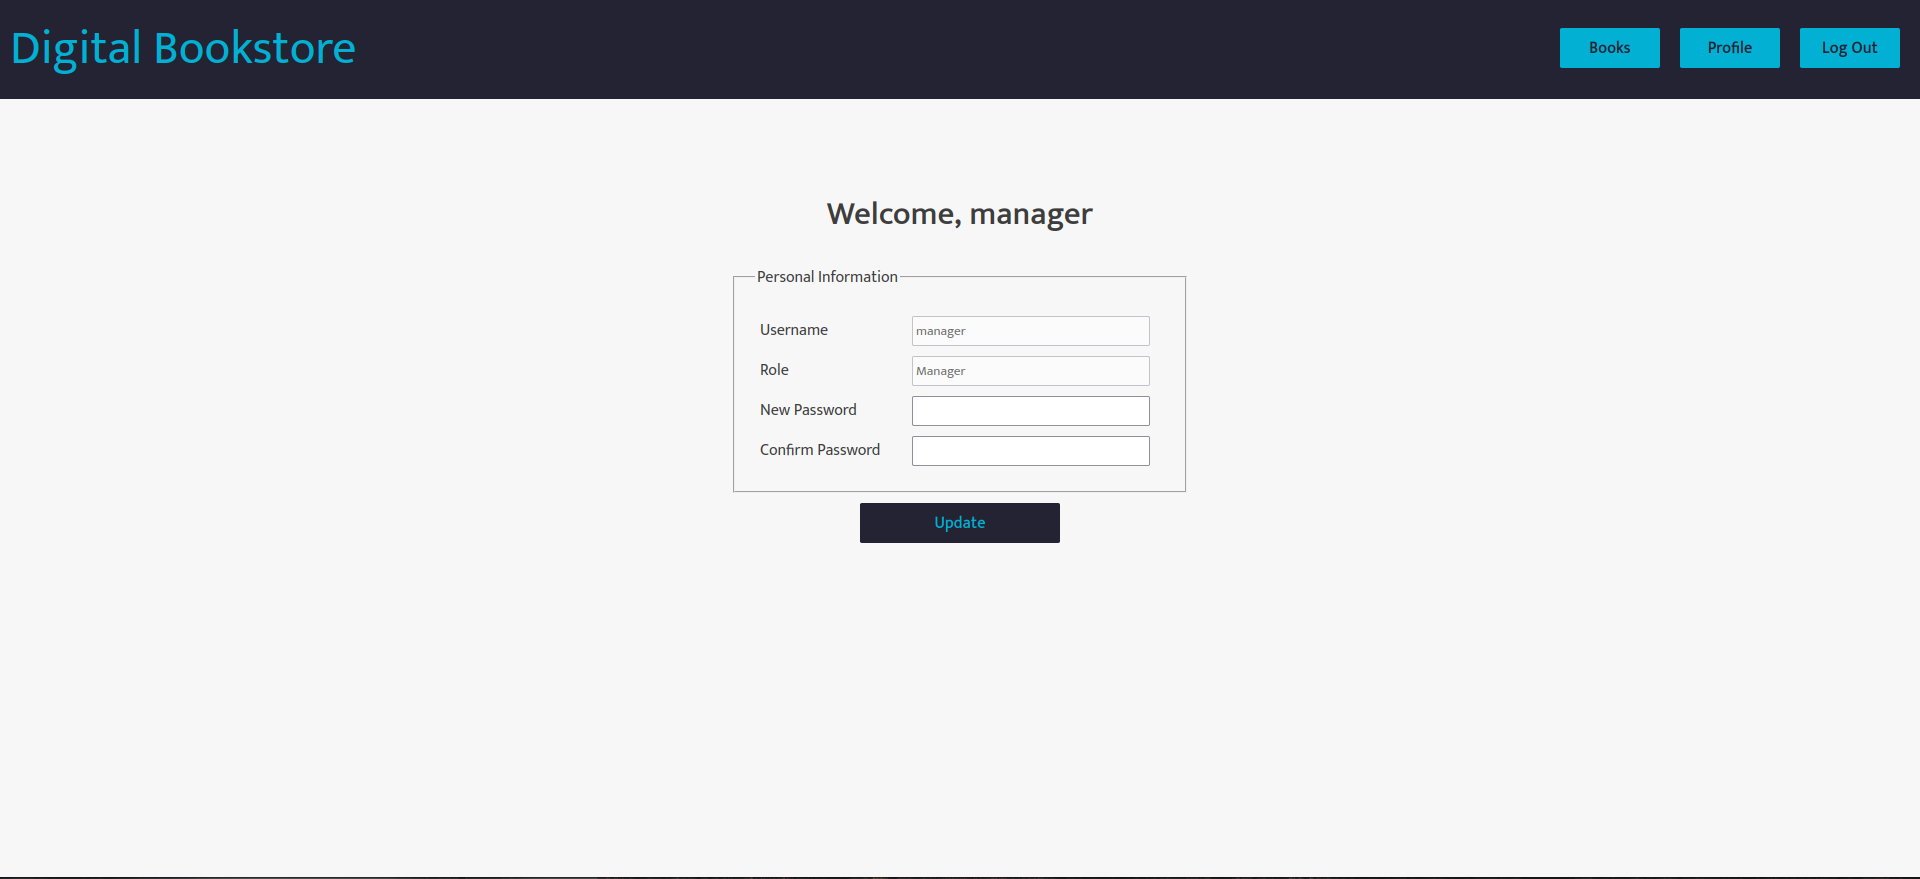 Digital Bookstore
Books
Profile
Log Out
Welcome, manager
Personal Information
Username
manager
Role
Manager
New Password
Confirm Password
Update